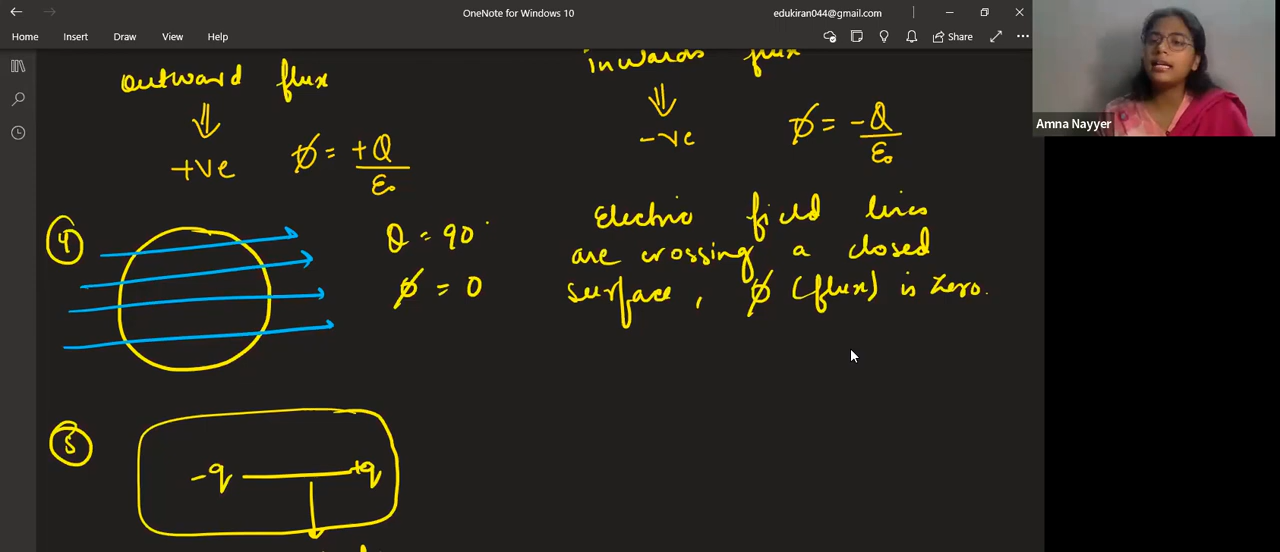 OneNote for Windows 10
edukiran044@gmail.com
Home Insert Draw View Help
Share
Amna Nayyer
outward flux
⇓
+ve
ϕ = +Q/ε₀
inwards flux
⇓
-ve
ϕ = -Q/ε₀
4
θ = 90°
ϕ = 0
Electric field lines
are crossing a closed
surface, ϕ (flux) is zero.
5
-q +q